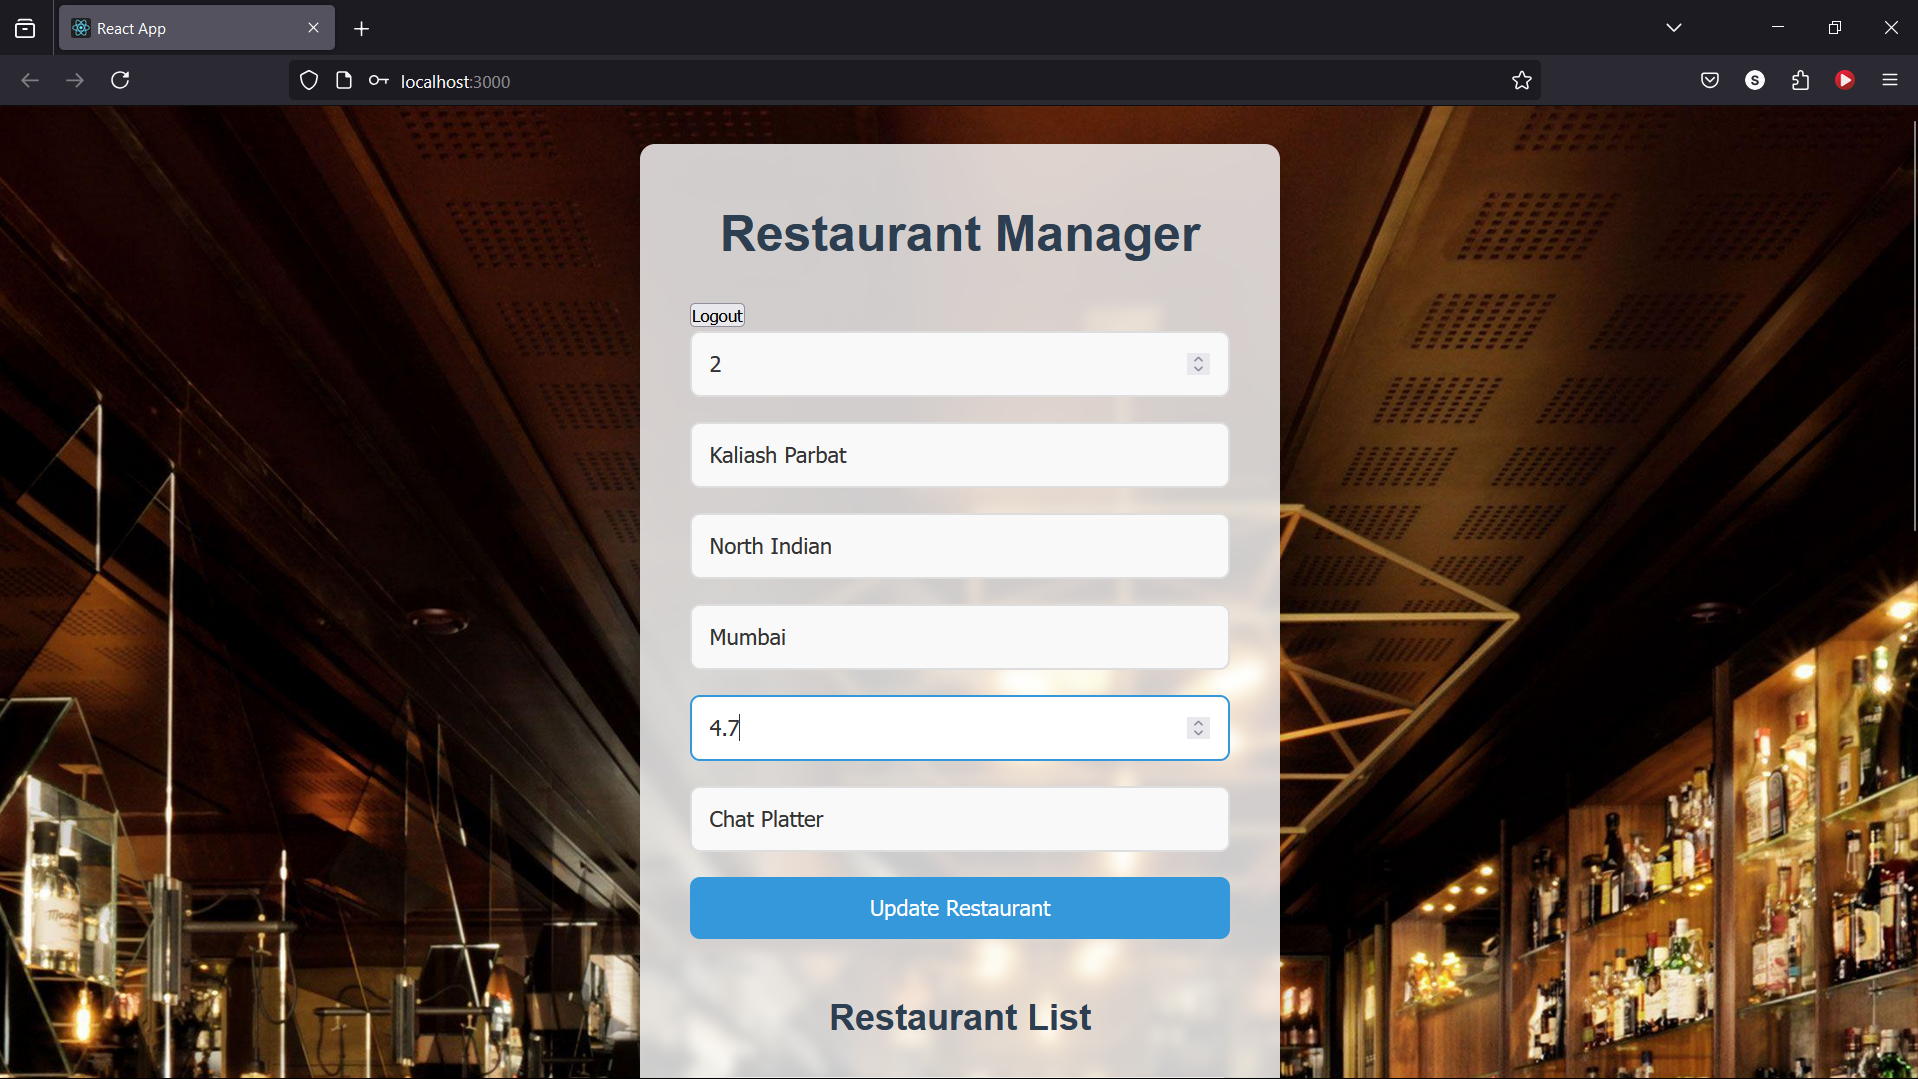 React App
localhost:3000
S
Restaurant Manager
Logout
2
Kaliash Parbat
North Indian
Mumbai
4.7
Chat Platter
Update Restaurant
Restaurant List